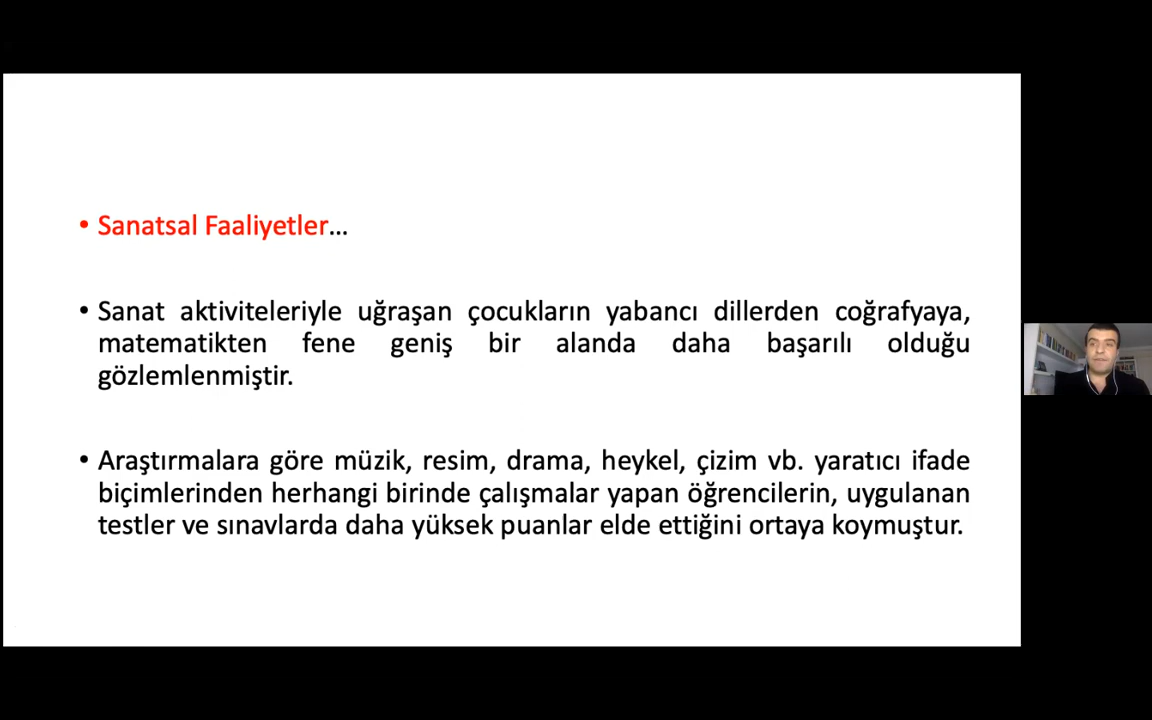 • Sanatsal Faaliyetler...
• Sanat aktiviteleriyle uğraşan çocukların yabancı dillerden coğrafyaya,
matematikten fene geniş bir alanda daha başarılı olduğu
gözlemlenmiştir.
• Araştırmalara göre müzik, resim, drama, heykel, çizim vb. yaratıcı ifade
biçimlerinden herhangi birinde çalışmalar yapan öğrencilerin, uygulanan
testler ve sınavlarda daha yüksek puanlar elde ettiğini ortaya koymuştur.